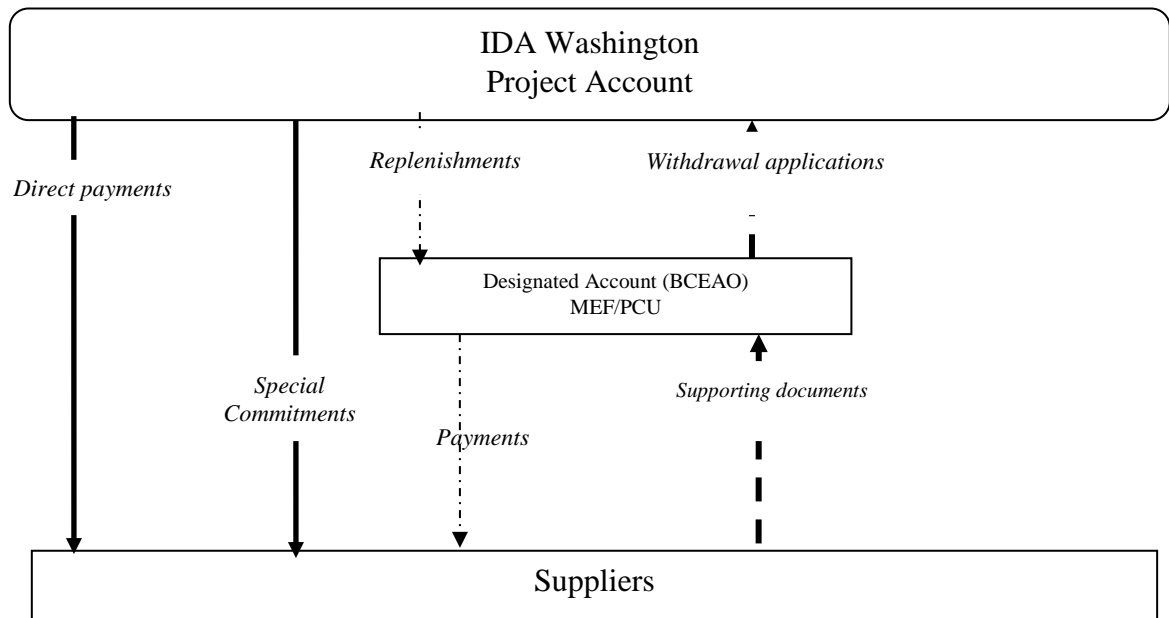 IDA Washington
Project Account
Replenishments
Withdrawal applications
Direct payments
Designated Account (BCEAO)
MEF/PCU
Special
Commitments
Supporting documents
Payments
Suppliers